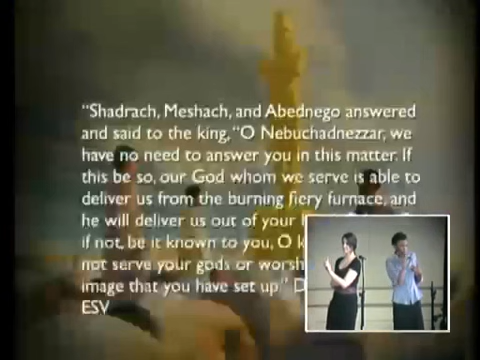 “Shadrach, Meshach, and Abednego answered
and said to the king, “O Nebuchadnezzar, we
have no need to answer you in this matter. If
this be so, our God whom we serve is able to
deliver us from the burning fiery furnace, and
he will deliver us out of your
if not, be it known to you, O
not serve your gods or
image that you have set up.”
ESV